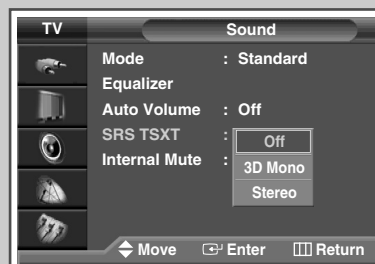 TV Sound
Mode : Standard
Equalizer
Auto Volume : Off
SRS TSXT : Off
3D Mono
Internal Mute :
Stereo
Move Enter Return